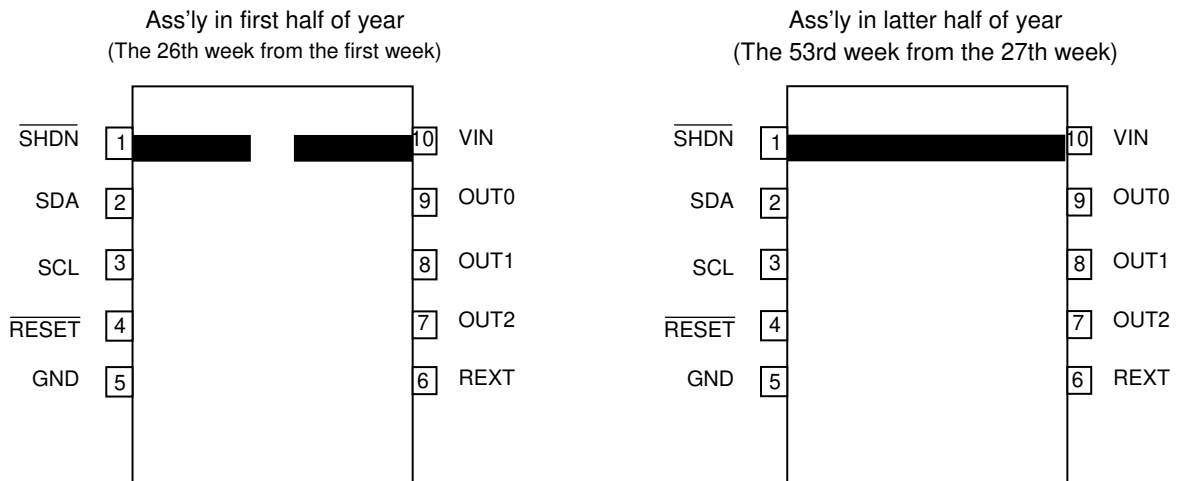 Ass'ly in first half of year
(The 26th week from the first week)
SHDN 1 10 VIN
SDA 2 9 OUT0
SCL 3 8 OUT1
RESET 4 7 OUT2
GND 5 6 REXT
Ass'ly in latter half of year
(The 53rd week from the 27th week)
SHDN 1 10 VIN
SDA 2 9 OUT0
SCL 3 8 OUT1
RESET 4 7 OUT2
GND 5 6 REXT